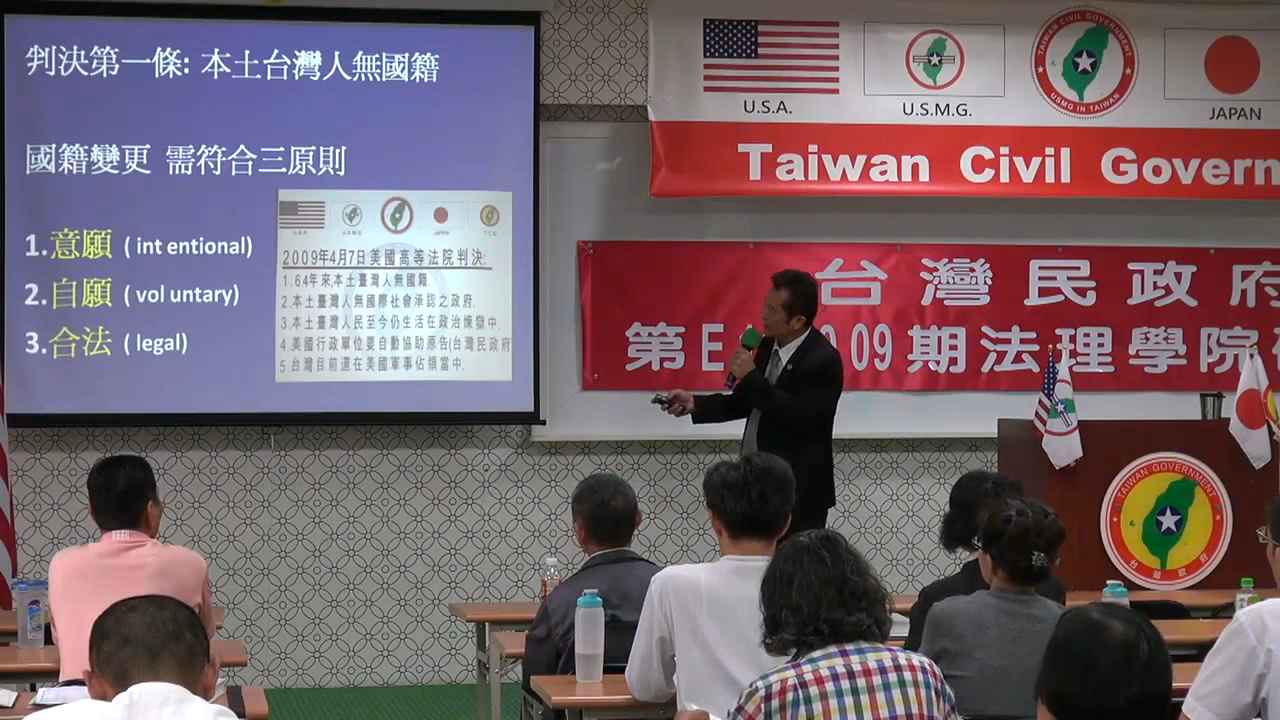 判決第一條: 本土台灣人無國籍
國籍變更 需符合三原則
1.意願 ( int entional)
2.自願 ( vol untary)
3.合法 ( legal)
U.S.A.
U.S.M.G.
JAPAN
T.C.G.
2009年4月7日美國高等法院判決:
1.64年來本土臺灣人無國籍.
2.本土臺灣人無國際社會承認之政府.
3.本土臺灣人民至今仍生活在政治煉獄中
4.美國行政單位要自動協助原告(台灣民政府
5.台灣目前還在美國軍事佔領當中.
U.S.A.
U.S.M.G.
TAIWAN CIVIL GOVERNMENT
USMG IN TAIWAN
JAPAN
Taiwan Civil Govern
台灣民政府
第E 09期法理學院
TAIWAN GOVERNMENT
台灣政府